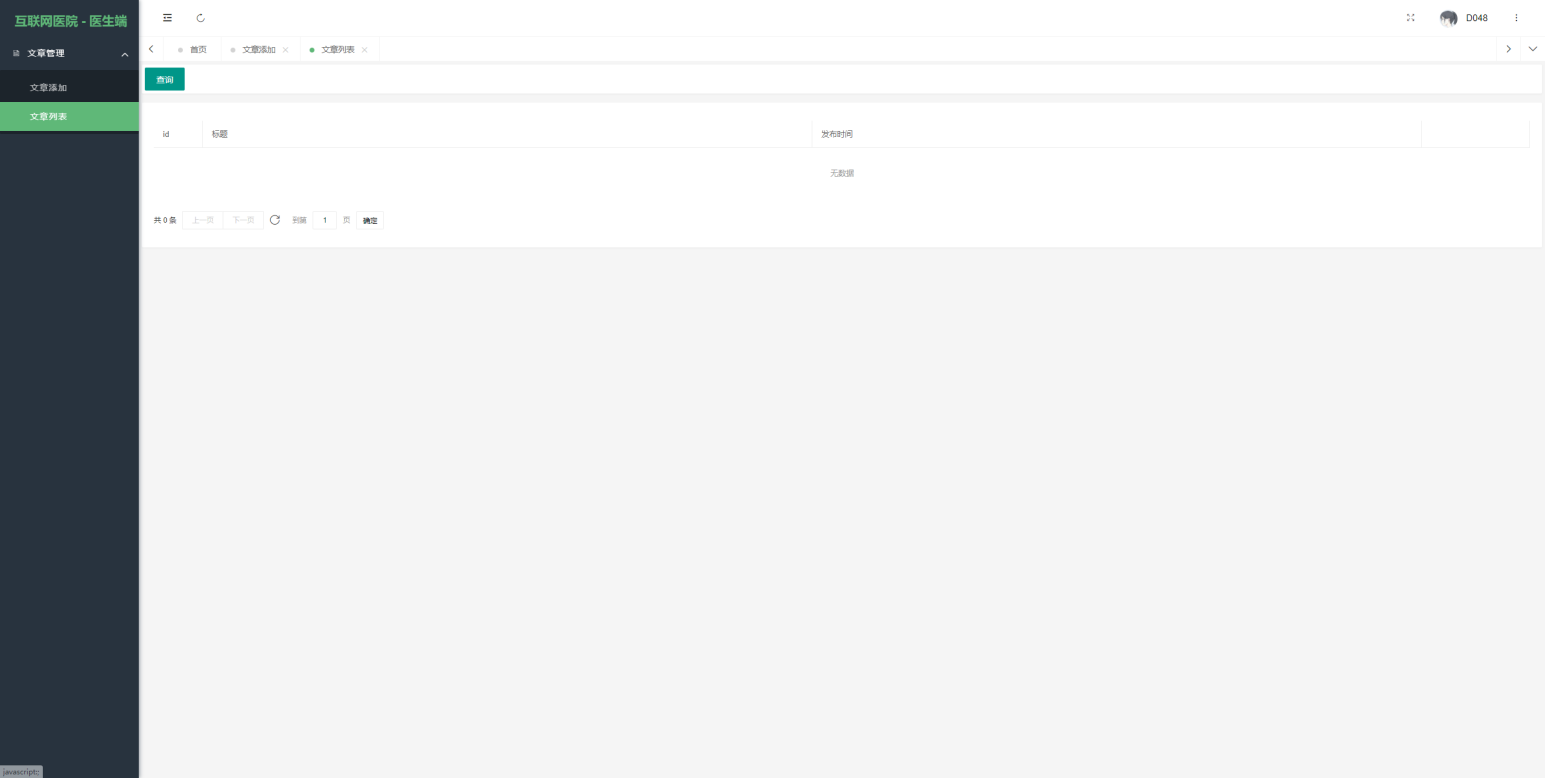 互联网医院 - 医生端
D048
文章管理
首页 文章添加 文章列表
查询
文章添加
文章列表
id 标题 发布时间
无数据
共 0 条 上一页 下一页 到第 1 页 确定
javascript:;